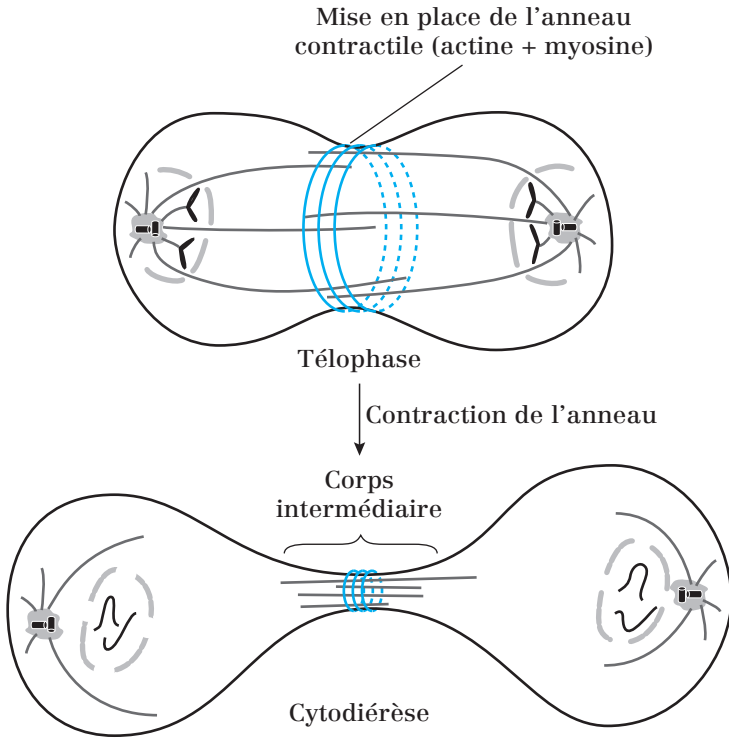 Mise en place de l'anneau
contractile (actine + myosine)
Télophase
Contraction de l'anneau
Corps
intermédiaire
Cytodiérèse